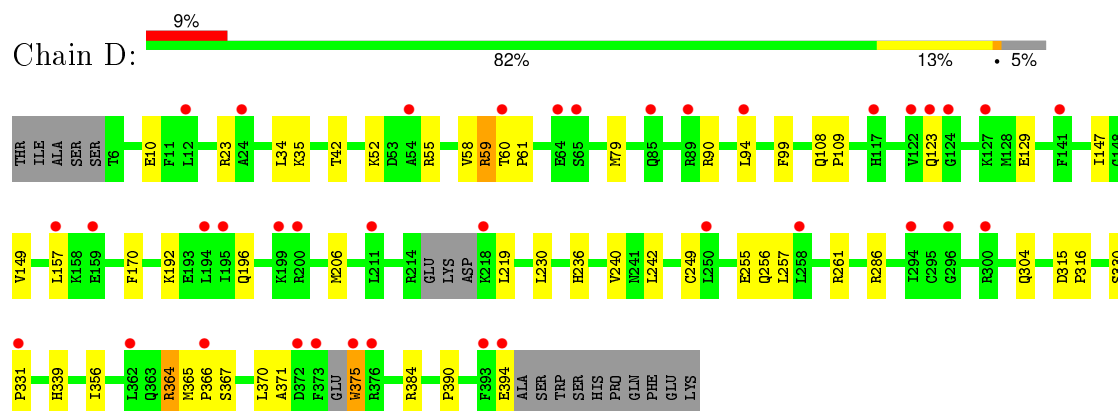 9%
Chain D:
82% 13% • 5%
THR ILE ALA SER SER T6 E10 F11 L12 R23 A24 L34 K35 T42 K52 D53 A54 R55 V58 R59 T60 P61 E64 S65 M79 Q85 R89 R90 L94 F99 Q108 P109 H117 V122 Q123 G124 K127 M128 E129 F141 I147
V149 L157 K158 E159 F170 K192 E193 L194 I195 Q196 K199 R200 M206 L211 R214 GLU LYS ASP K218 L219 L230 H236 V240 N241 L242 C249 L250 E255 Q256 L257 L258 R261 R286 I294 C295 G296 R300 Q304 D315 P316
P331 H339 I356 L362 Q363 R364 M365 P366 S367 L370 A371 D372 F373 GLU W375 R376 R384 P390 F393 E394 ALA SER TRP SER HIS PRO GLN PHE GLU LYS